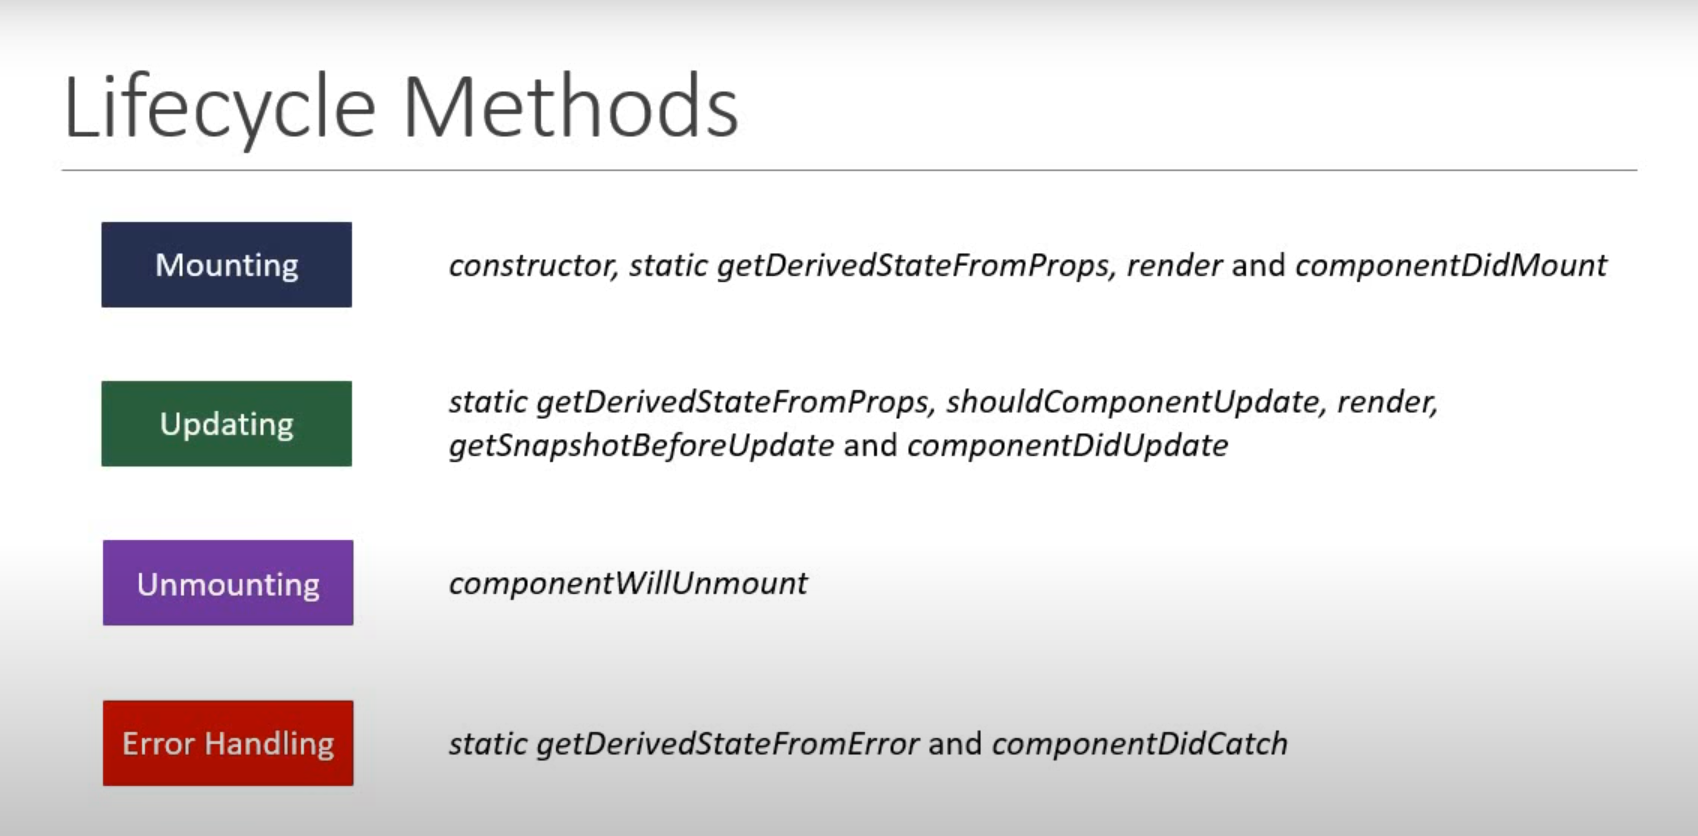 Lifecycle Methods
Mounting
constructor, static getDerivedStateFromProps, render and componentDidMount
Updating
static getDerivedStateFromProps, shouldComponentUpdate, render,
getSnapshotBeforeUpdate and componentDidUpdate
Unmounting
componentWillUnmount
Error Handling
static getDerivedStateFromError and componentDidCatch